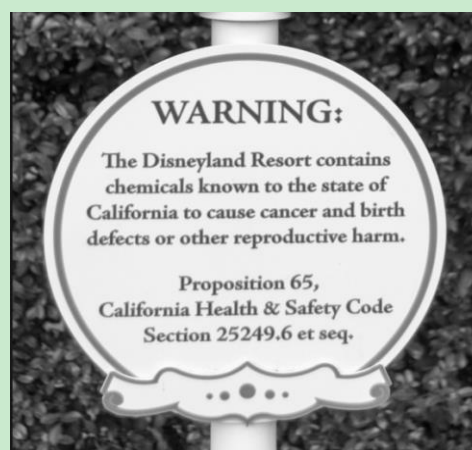 WARNING:
The Disneyland Resort contains
chemicals known to the state of
California to cause cancer and birth
defects or other reproductive harm.
Proposition 65,
California Health & Safety Code
Section 25249.6 et seq.